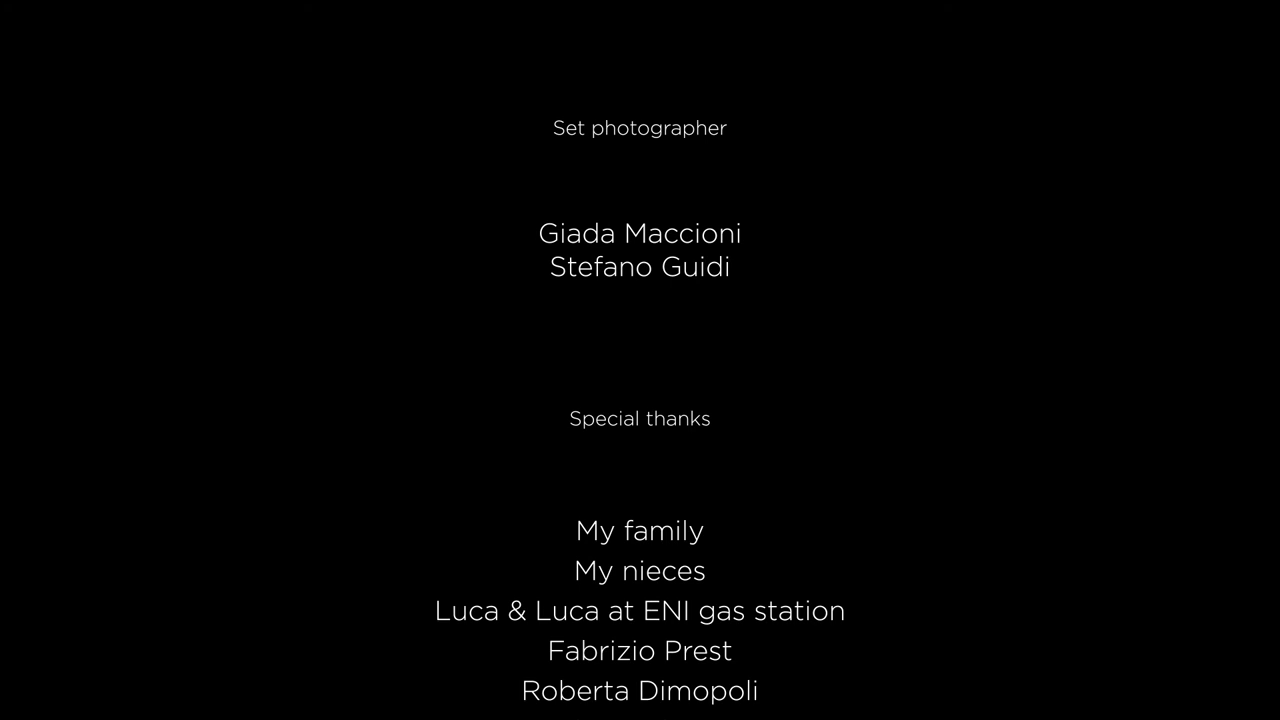 Set photographer
Giada Maccioni
Stefano Guidi
Special thanks
My family
My nieces
Luca & Luca at ENI gas station
Fabrizio Prest
Roberta Dimopoli